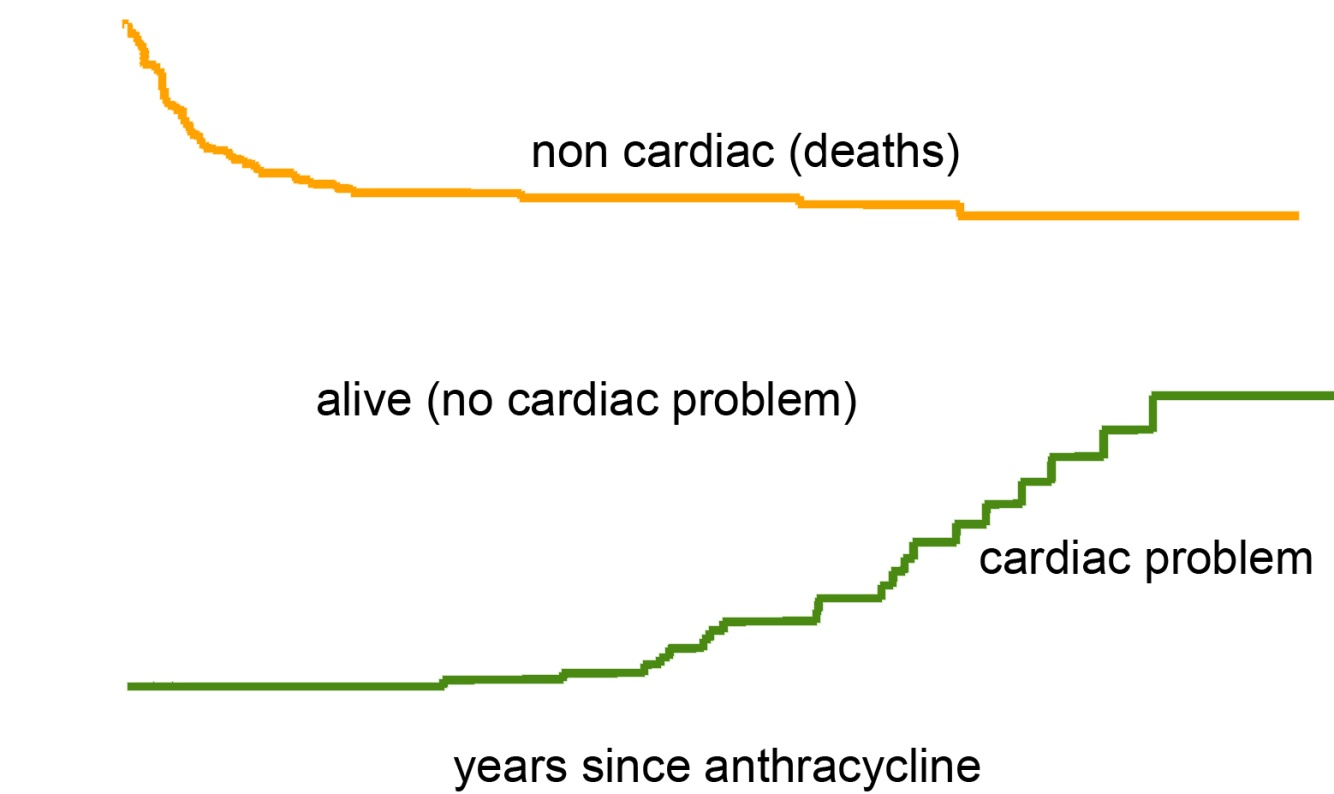 non cardiac (deaths)
alive (no cardiac problem)
cardiac problem
years since anthracycline